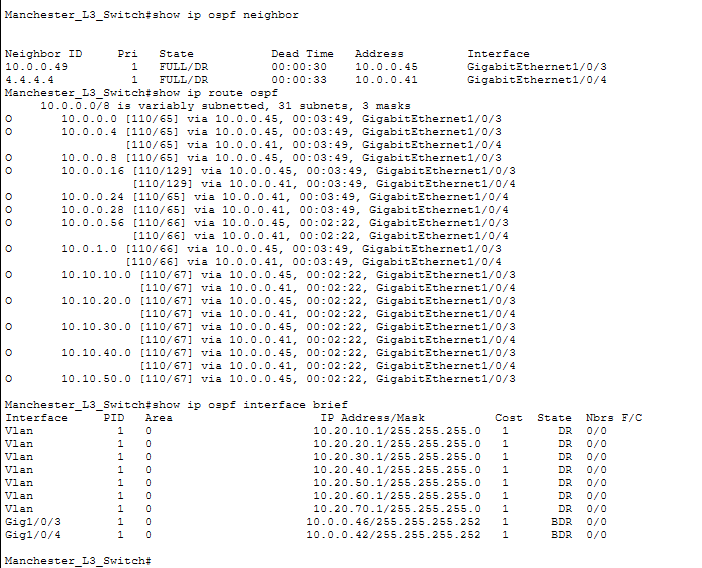 Manchester_L3_Switch#show ip ospf neighbor
Neighbor ID     Pri   State           Dead Time   Address         Interface
10.0.0.49         1   FULL/DR         00:00:30    10.0.0.45       GigabitEthernet1/0/3
4.4.4.4           1   FULL/DR         00:00:33    10.0.0.41       GigabitEthernet1/0/4
Manchester_L3_Switch#show ip route ospf
     10.0.0.0/8 is variably subnetted, 31 subnets, 3 masks
O       10.0.0.0 [110/65] via 10.0.0.45, 00:03:49, GigabitEthernet1/0/3
O       10.0.0.4 [110/65] via 10.0.0.45, 00:03:49, GigabitEthernet1/0/3
                 [110/65] via 10.0.0.41, 00:03:49, GigabitEthernet1/0/4
O       10.0.0.8 [110/65] via 10.0.0.45, 00:03:49, GigabitEthernet1/0/3
O       10.0.0.16 [110/129] via 10.0.0.45, 00:03:49, GigabitEthernet1/0/3
                  [110/129] via 10.0.0.41, 00:03:49, GigabitEthernet1/0/4
O       10.0.0.24 [110/65] via 10.0.0.41, 00:03:49, GigabitEthernet1/0/4
O       10.0.0.28 [110/65] via 10.0.0.41, 00:03:49, GigabitEthernet1/0/4
O       10.0.0.56 [110/66] via 10.0.0.45, 00:02:22, GigabitEthernet1/0/3
                  [110/66] via 10.0.0.41, 00:02:22, GigabitEthernet1/0/4
O       10.0.1.0 [110/66] via 10.0.0.45, 00:03:49, GigabitEthernet1/0/3
                 [110/66] via 10.0.0.41, 00:03:49, GigabitEthernet1/0/4
O       10.10.10.0 [110/67] via 10.0.0.45, 00:02:22, GigabitEthernet1/0/3
                   [110/67] via 10.0.0.41, 00:02:22, GigabitEthernet1/0/4
O       10.10.20.0 [110/67] via 10.0.0.45, 00:02:22, GigabitEthernet1/0/3
                   [110/67] via 10.0.0.41, 00:02:22, GigabitEthernet1/0/4
O       10.10.30.0 [110/67] via 10.0.0.45, 00:02:22, GigabitEthernet1/0/3
                   [110/67] via 10.0.0.41, 00:02:22, GigabitEthernet1/0/4
O       10.10.40.0 [110/67] via 10.0.0.45, 00:02:22, GigabitEthernet1/0/3
                   [110/67] via 10.0.0.41, 00:02:22, GigabitEthernet1/0/4
O       10.10.50.0 [110/67] via 10.0.0.45, 00:02:22, GigabitEthernet1/0/3
Manchester_L3_Switch#show ip ospf interface brief
Interface     PID   Area                     IP Address/Mask       Cost  State  Nbrs F/C
Vlan            1   0                       10.20.10.1/255.255.255.0   1       DR  0/0
Vlan            1   0                       10.20.20.1/255.255.255.0   1       DR  0/0
Vlan            1   0                       10.20.30.1/255.255.255.0   1       DR  0/0
Vlan            1   0                       10.20.40.1/255.255.255.0   1       DR  0/0
Vlan            1   0                       10.20.50.1/255.255.255.0   1       DR  0/0
Vlan            1   0                       10.20.60.1/255.255.255.0   1       DR  0/0
Vlan            1   0                       10.20.70.1/255.255.255.0   1       DR  0/0
Gig1/0/3        1   0                      10.0.0.46/255.255.255.252   1      BDR  0/0
Gig1/0/4        1   0                      10.0.0.42/255.255.255.252   1      BDR  0/0
Manchester_L3_Switch#